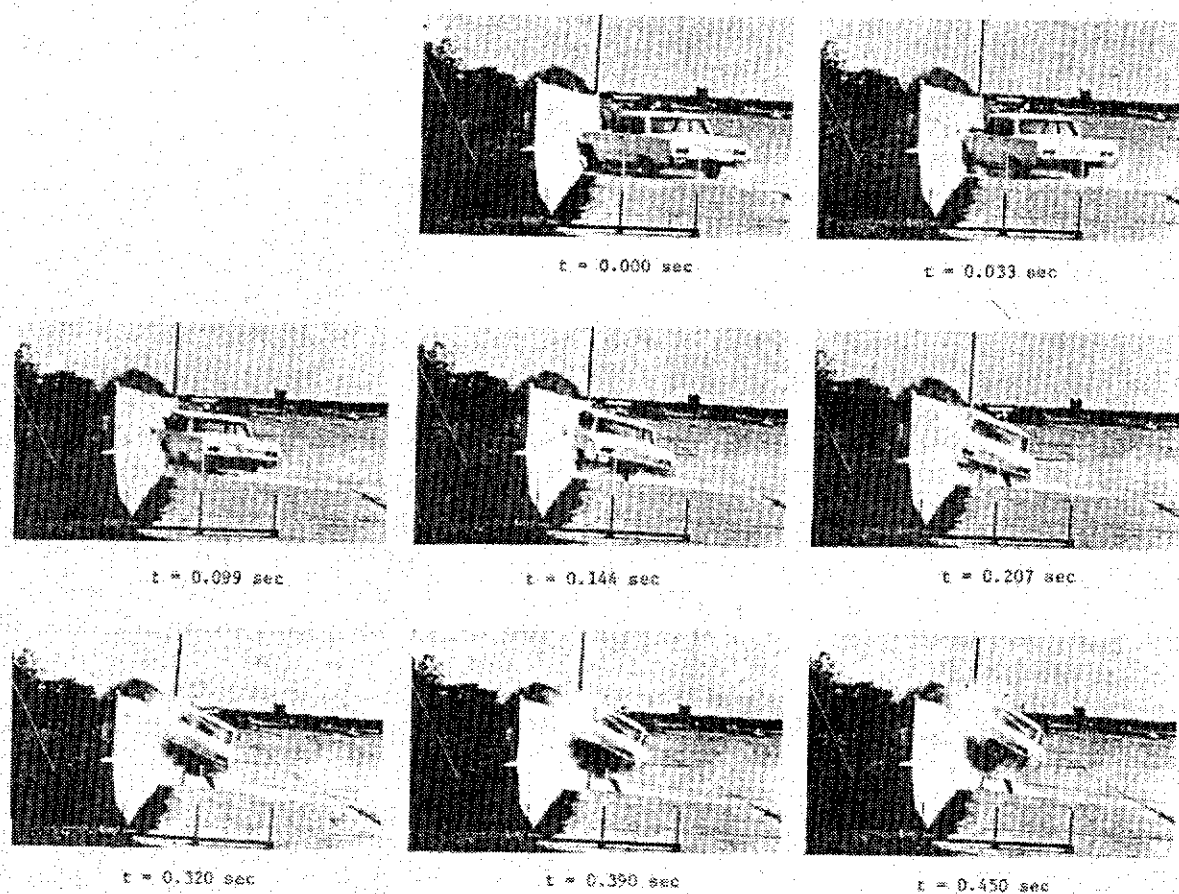 t = 0.000 sec
t = 0.033 sec
t = 0.099 sec
t = 0.144 sec
t = 0.207 sec
t = 0.320 sec
t = 0.390 sec
t = 0.450 sec